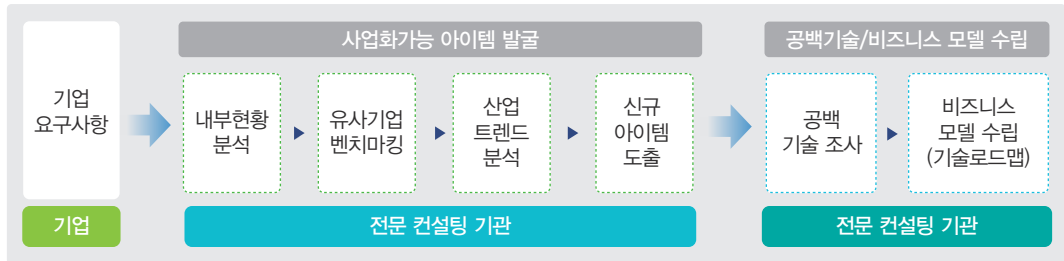 사업화가능 아이템 발굴
공백기술/비즈니스 모델 수립
기업
요구사항
내부현황
분석
유사기업
벤치마킹
산업
트렌드
분석
신규
아이템
도출
공백
기술 조사
비즈니스
모델 수립
(기술로드맵)
기업
전문 컨설팅 기관
전문 컨설팅 기관